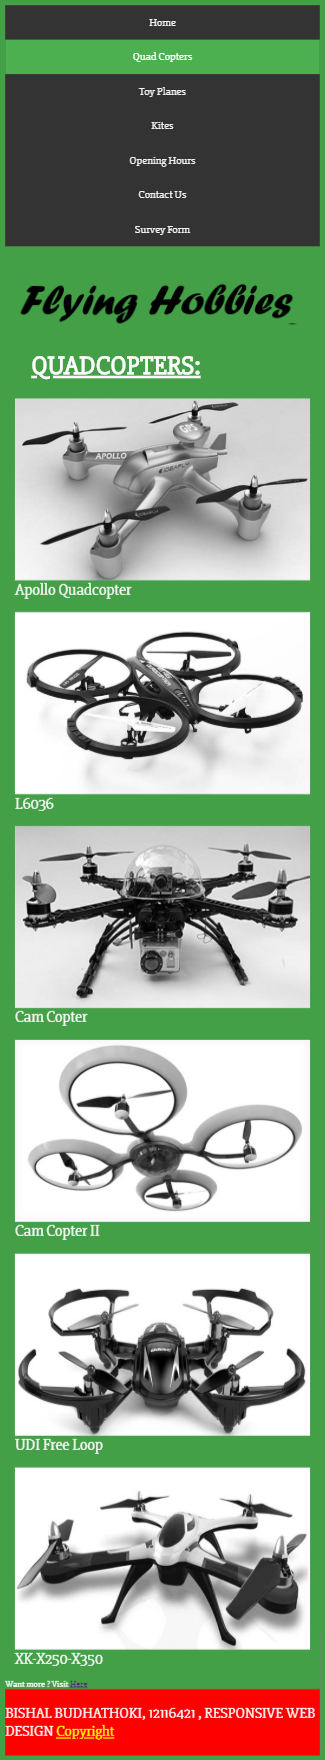 Home
Quad Copters
Toy Planes
Kites
Opening Hours
Contact Us
Survey Form
Flying Hobbies
QUADCOPTERS:
GPS
APOLLO
IDEAFLY
Apollo Quadcopter
L6036
Cam Copter
Cam Copter II
UDI Free Loop
XK-X250-X350
Want more ? Visit Here
BISHAL BUDHATHOKI, 12116421 , RESPONSIVE WEB
DESIGN Copyright